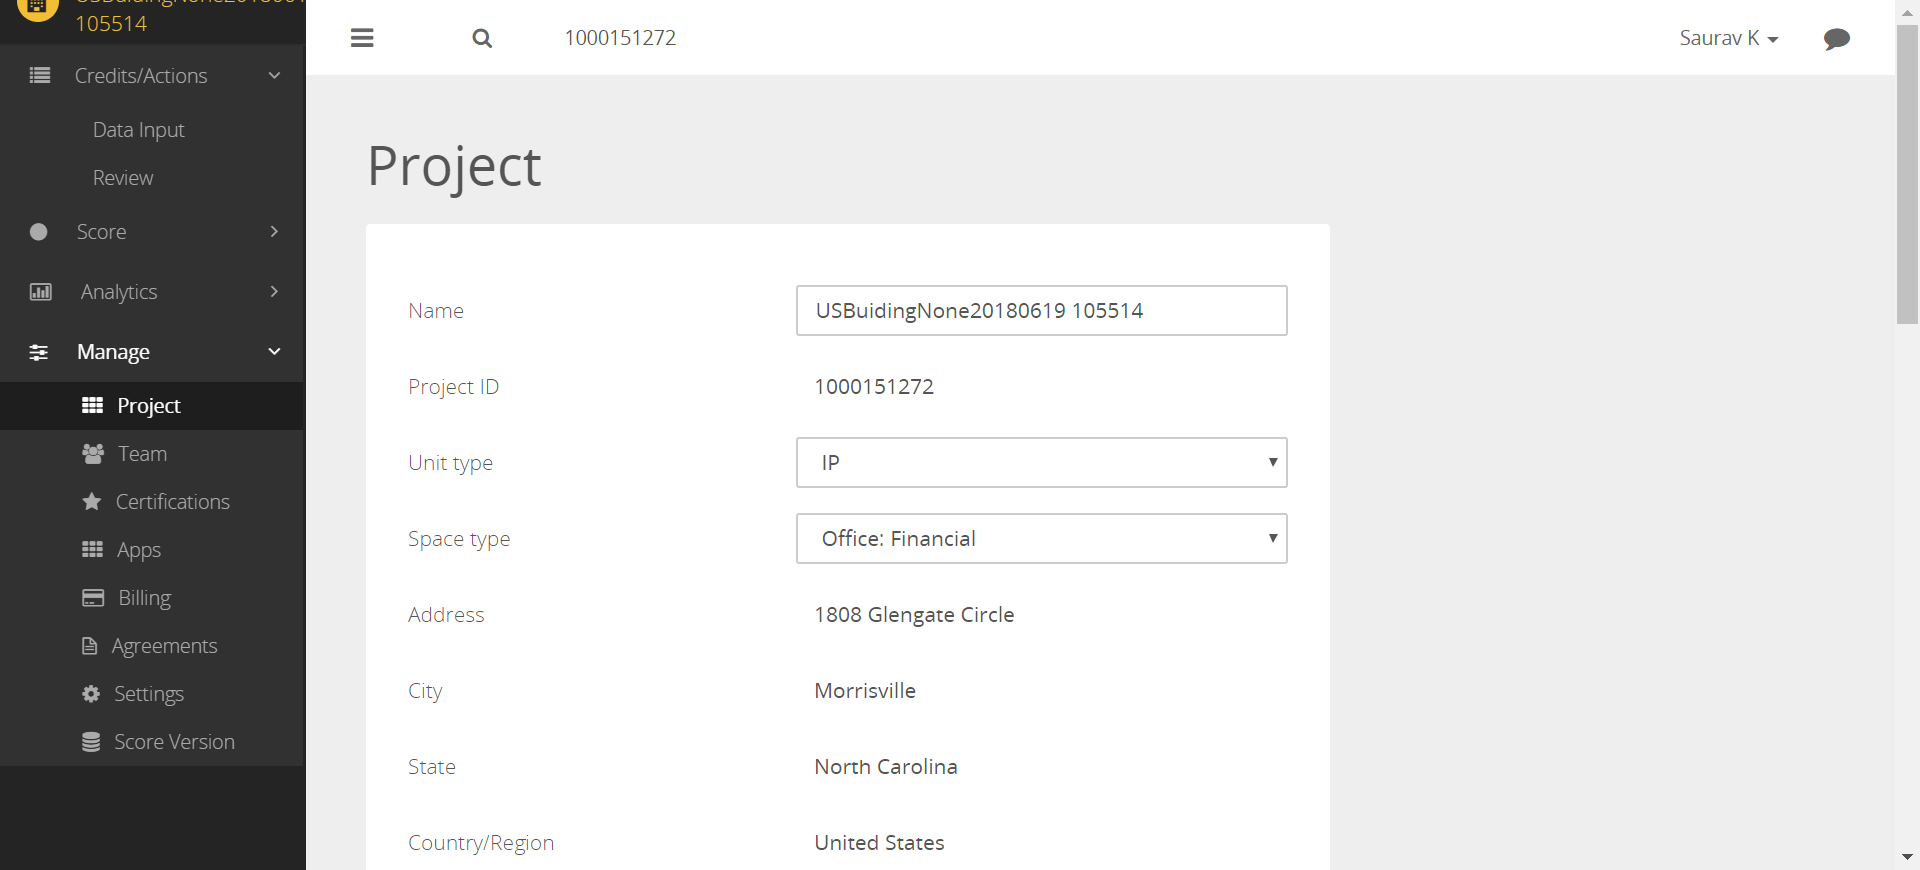 105514
Credits/Actions
Data Input
Review
Score
Analytics
Manage
Project
Team
Certifications
Apps
Billing
Agreements
Settings
Score Version
1000151272
Saurav K
Project
Name
USBuidingNone20180619 105514
Project ID
1000151272
Unit type
IP
Space type
Office: Financial
Address
1808 Glengate Circle
City
Morrisville
State
North Carolina
Country/Region
United States